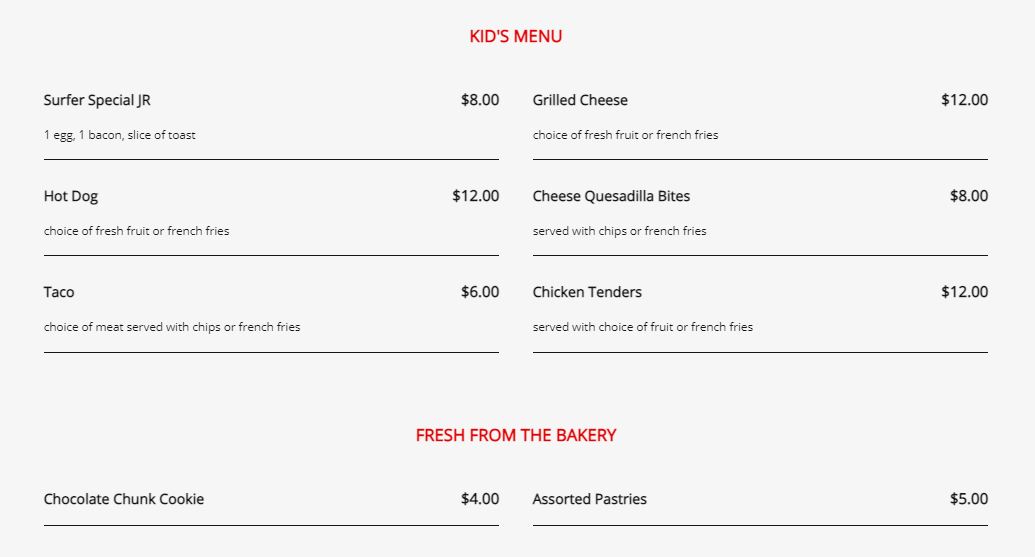 KID'S MENU
Surfer Special JR $8.00
1 egg, 1 bacon, slice of toast
Grilled Cheese $12.00
choice of fresh fruit or french fries
Hot Dog $12.00
choice of fresh fruit or french fries
Cheese Quesadilla Bites $8.00
served with chips or french fries
Taco $6.00
choice of meat served with chips or french fries
Chicken Tenders $12.00
served with choice of fruit or french fries
FRESH FROM THE BAKERY
Chocolate Chunk Cookie $4.00
Assorted Pastries $5.00